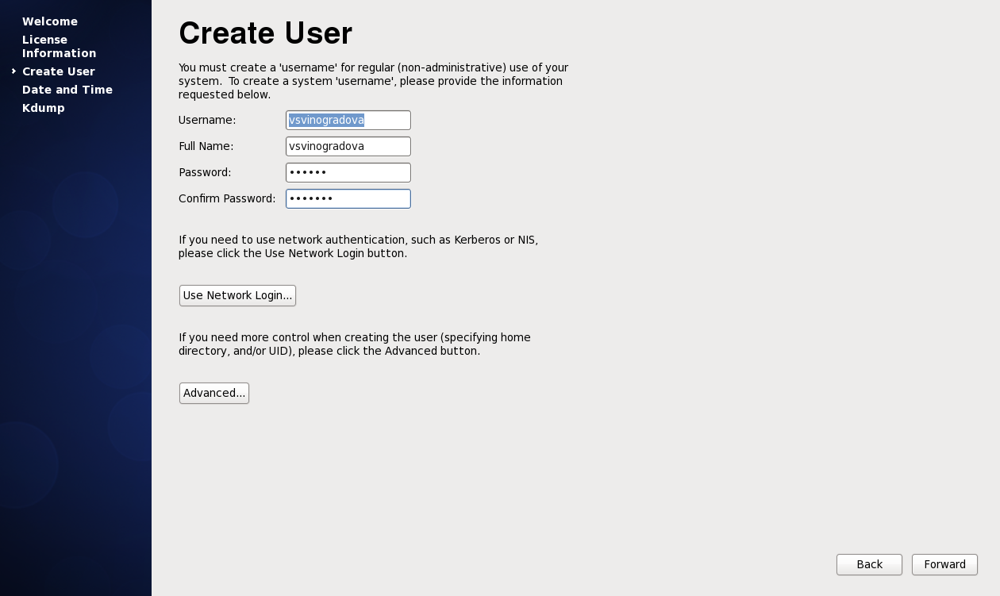 Welcome
License
Information
Create User
Date and Time
Kdump
Create User
You must create a 'username' for regular (non-administrative) use of your
system.  To create a system 'username', please provide the information
requested below.
Username: vsvinogradova
Full Name: vsvinogradova
Password: ••••••
Confirm Password: •••••••
If you need to use network authentication, such as Kerberos or NIS,
please click the Use Network Login button.
Use Network Login...
If you need more control when creating the user (specifying home
directory, and/or UID), please click the Advanced button.
Advanced...
Back Forward